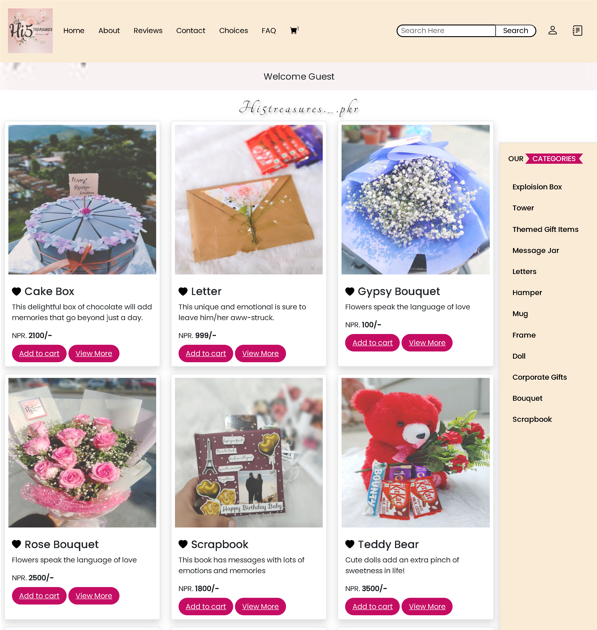 Hi5 TREASURES
Home About Reviews Contact Choices FAQ
Search Here Search
Welcome Guest
Hi5treasures._.pkr
OUR CATEGORIES
Exploision Box
Tower
Themed Gift Items
Message Jar
Letters
Hamper
Mug
Frame
Doll
Corporate Gifts
Bouquet
Scrapbook
Cake Box
This delightful box of chocolate will add
memories that go beyond just a day.
NPR. 2100/-
Add to cart View More
Letter
This unique and emotional is sure to
leave him/her aww-struck.
NPR. 999/-
Add to cart View More
Gypsy Bouquet
Flowers speak the language of love
NPR. 100/-
Add to cart View More
Rose Bouquet
Flowers speak the language of love
NPR. 2500/-
Add to cart View More
Happy Birthday Baby
Scrapbook
This book has messages with lots of
emotions and memories
NPR. 1800/-
Add to cart View More
BOUNTY
KitKat
KitKat
Teddy Bear
Cute dolls add an extra pinch of
sweetness in life!
NPR. 3500/-
Add to cart View More